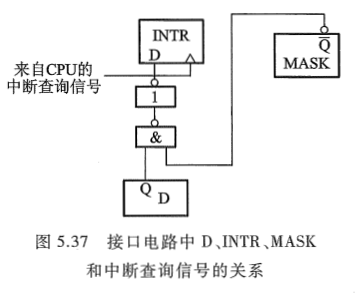 INTR
D
Q̅
MASK
来自CPU的
中断查询信号
1
&
Q
D
图 5.37 接口电路中 D、INTR、MASK
和中断查询信号的关系